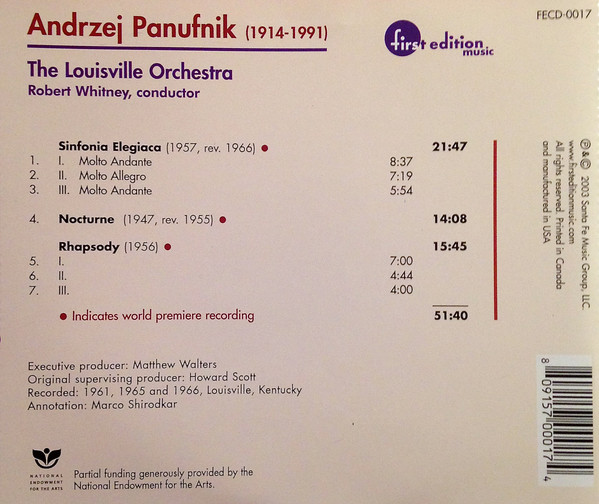 Andrzej Panufnik (1914-1991)
first edition
music
FECD-0017
The Louisville Orchestra
Robert Whitney, conductor
Sinfonia Elegiaca (1957, rev. 1966) ● 21:47
1. I. Molto Andante 8:37
2. II. Molto Allegro 7:19
3. III. Molto Andante 5:54
4. Nocturne (1947, rev. 1955) ● 14:08
Rhapsody (1956) ● 15:45
5. I. 7:00
6. II. 4:44
7. III. 4:00
● Indicates world premiere recording 51:40
Executive producer: Matthew Walters
Original supervising producer: Howard Scott
Recorded: 1961, 1965 and 1966, Louisville, Kentucky
Annotation: Marco Shirodkar
NATIONAL
ENDOWMENT
FOR THE ARTS
Partial funding generously provided by the
National Endowment for the Arts.
℗ & © 2003 Santa Fe Music Group, LLC.
www.firsteditionmusic.com
All rights reserved. Printed in Canada
and manufactured in USA
8 09157 00017 4